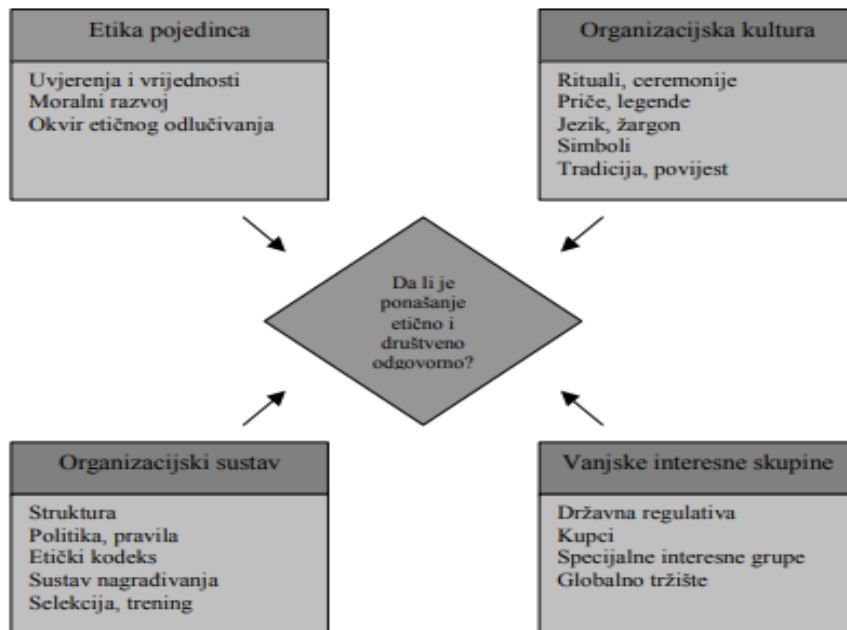 Etika pojedinca
Uvjerenja i vrijednosti
Moralni razvoj
Okvir etičnog odlučivanja
Organizacijska kultura
Rituali, ceremonije
Priče, legende
Jezik, žargon
Simboli
Tradicija, povijest
Da li je
ponašanje
etično i
društveno
odgovorno?
Organizacijski sustav
Struktura
Politika, pravila
Etički kodeks
Sustav nagrađivanja
Selekcija, trening
Vanjske interesne skupine
Državna regulativa
Kupci
Specijalne interesne grupe
Globalno tržište